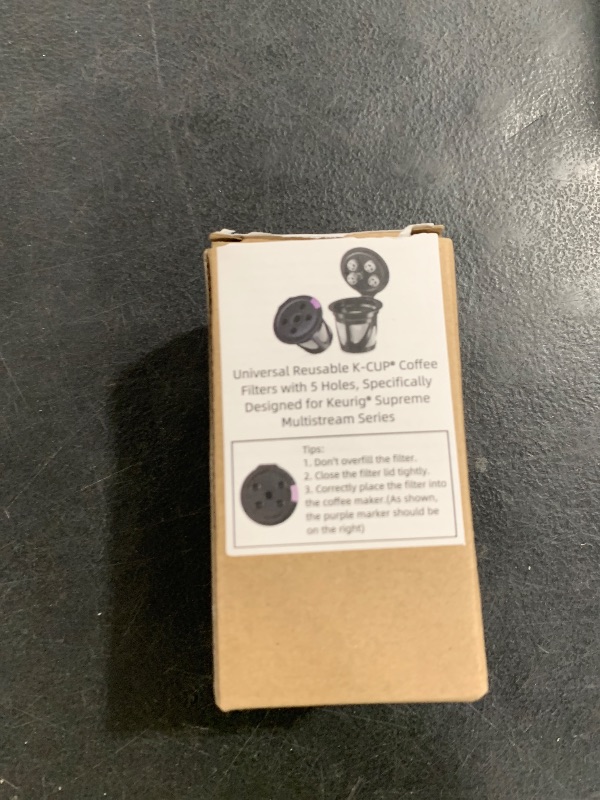 Universal Reusable K-CUP® Coffee
Filters with 5 Holes, Specifically
Designed for Keurig® Supreme
Multistream Series
Tips:
1. Don't overfill the filter.
2. Close the filter lid tightly.
3. Correctly place the filter into
the coffee maker.(As shown,
the purple marker should be
on the right)